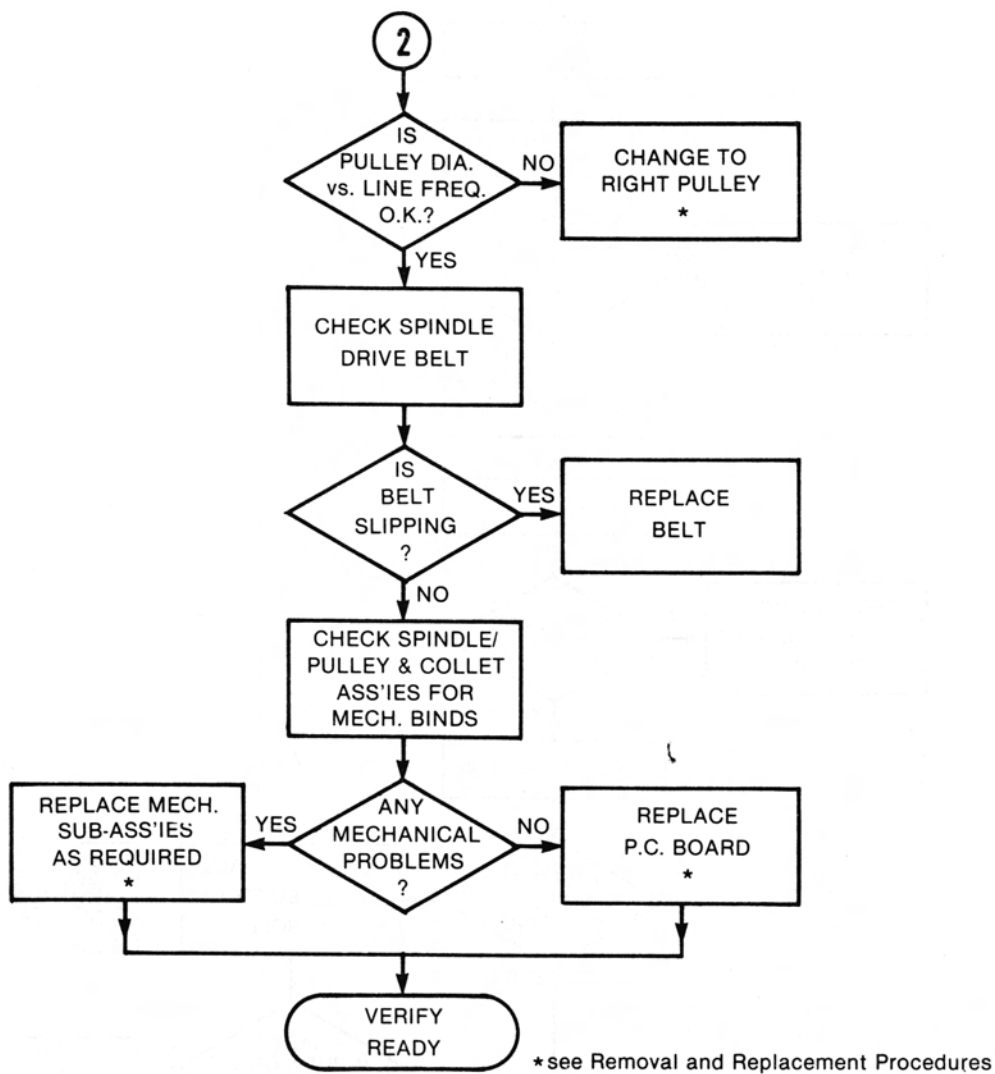 2
IS
PULLEY DIA.
vs. LINE FREQ.
O.K.?
NO
CHANGE TO
RIGHT PULLEY
*
YES
CHECK SPINDLE
DRIVE BELT
IS
BELT
SLIPPING
?
YES
REPLACE
BELT
NO
CHECK SPINDLE/
PULLEY & COLLET
ASS'IES FOR
MECH. BINDS
ANY
MECHANICAL
PROBLEMS
?
YES
REPLACE MECH.
SUB-ASS'IES
AS REQUIRED
*
NO
REPLACE
P.C. BOARD
*
VERIFY
READY
*see Removal and Replacement Procedures